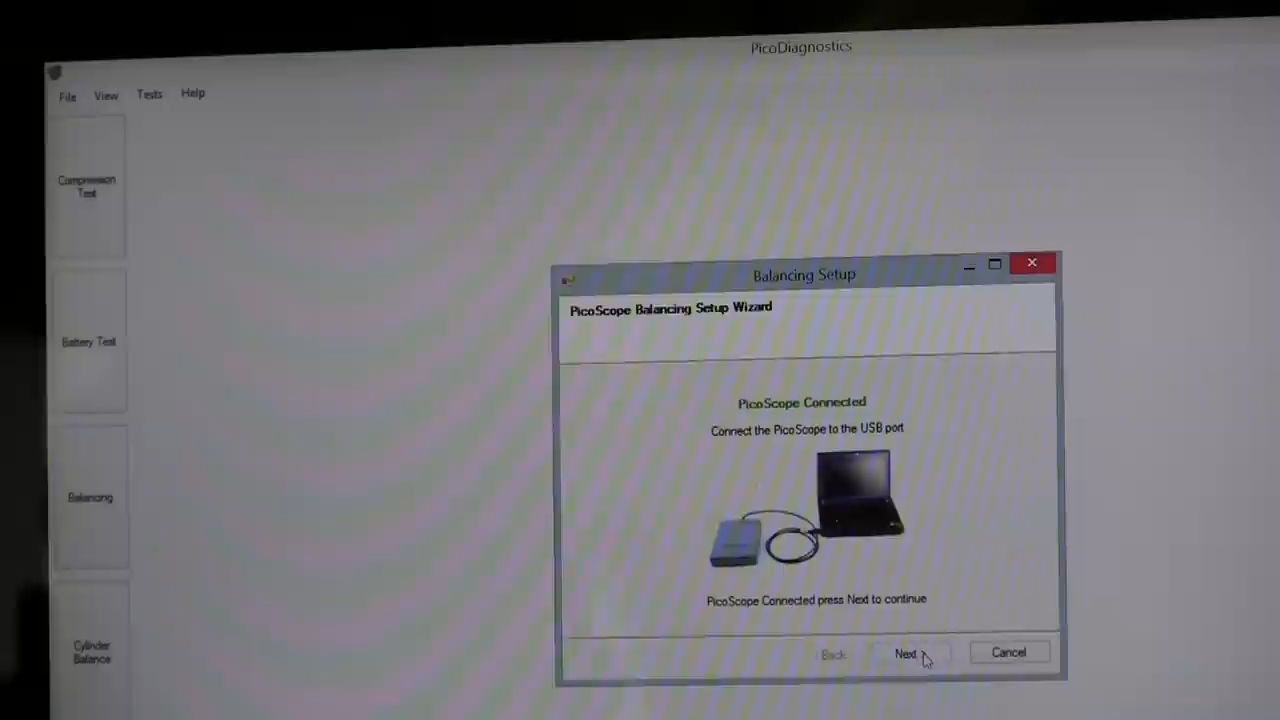 PicoDiagnostics
File View Tests Help
Compression
Test
Battery Test
Balancing
Cylinder
Balance
Balancing Setup
PicoScope Balancing Setup Wizard
PicoScope Connected
Connect the PicoScope to the USB port
PicoScope Connected press Next to continue
Back Next Cancel